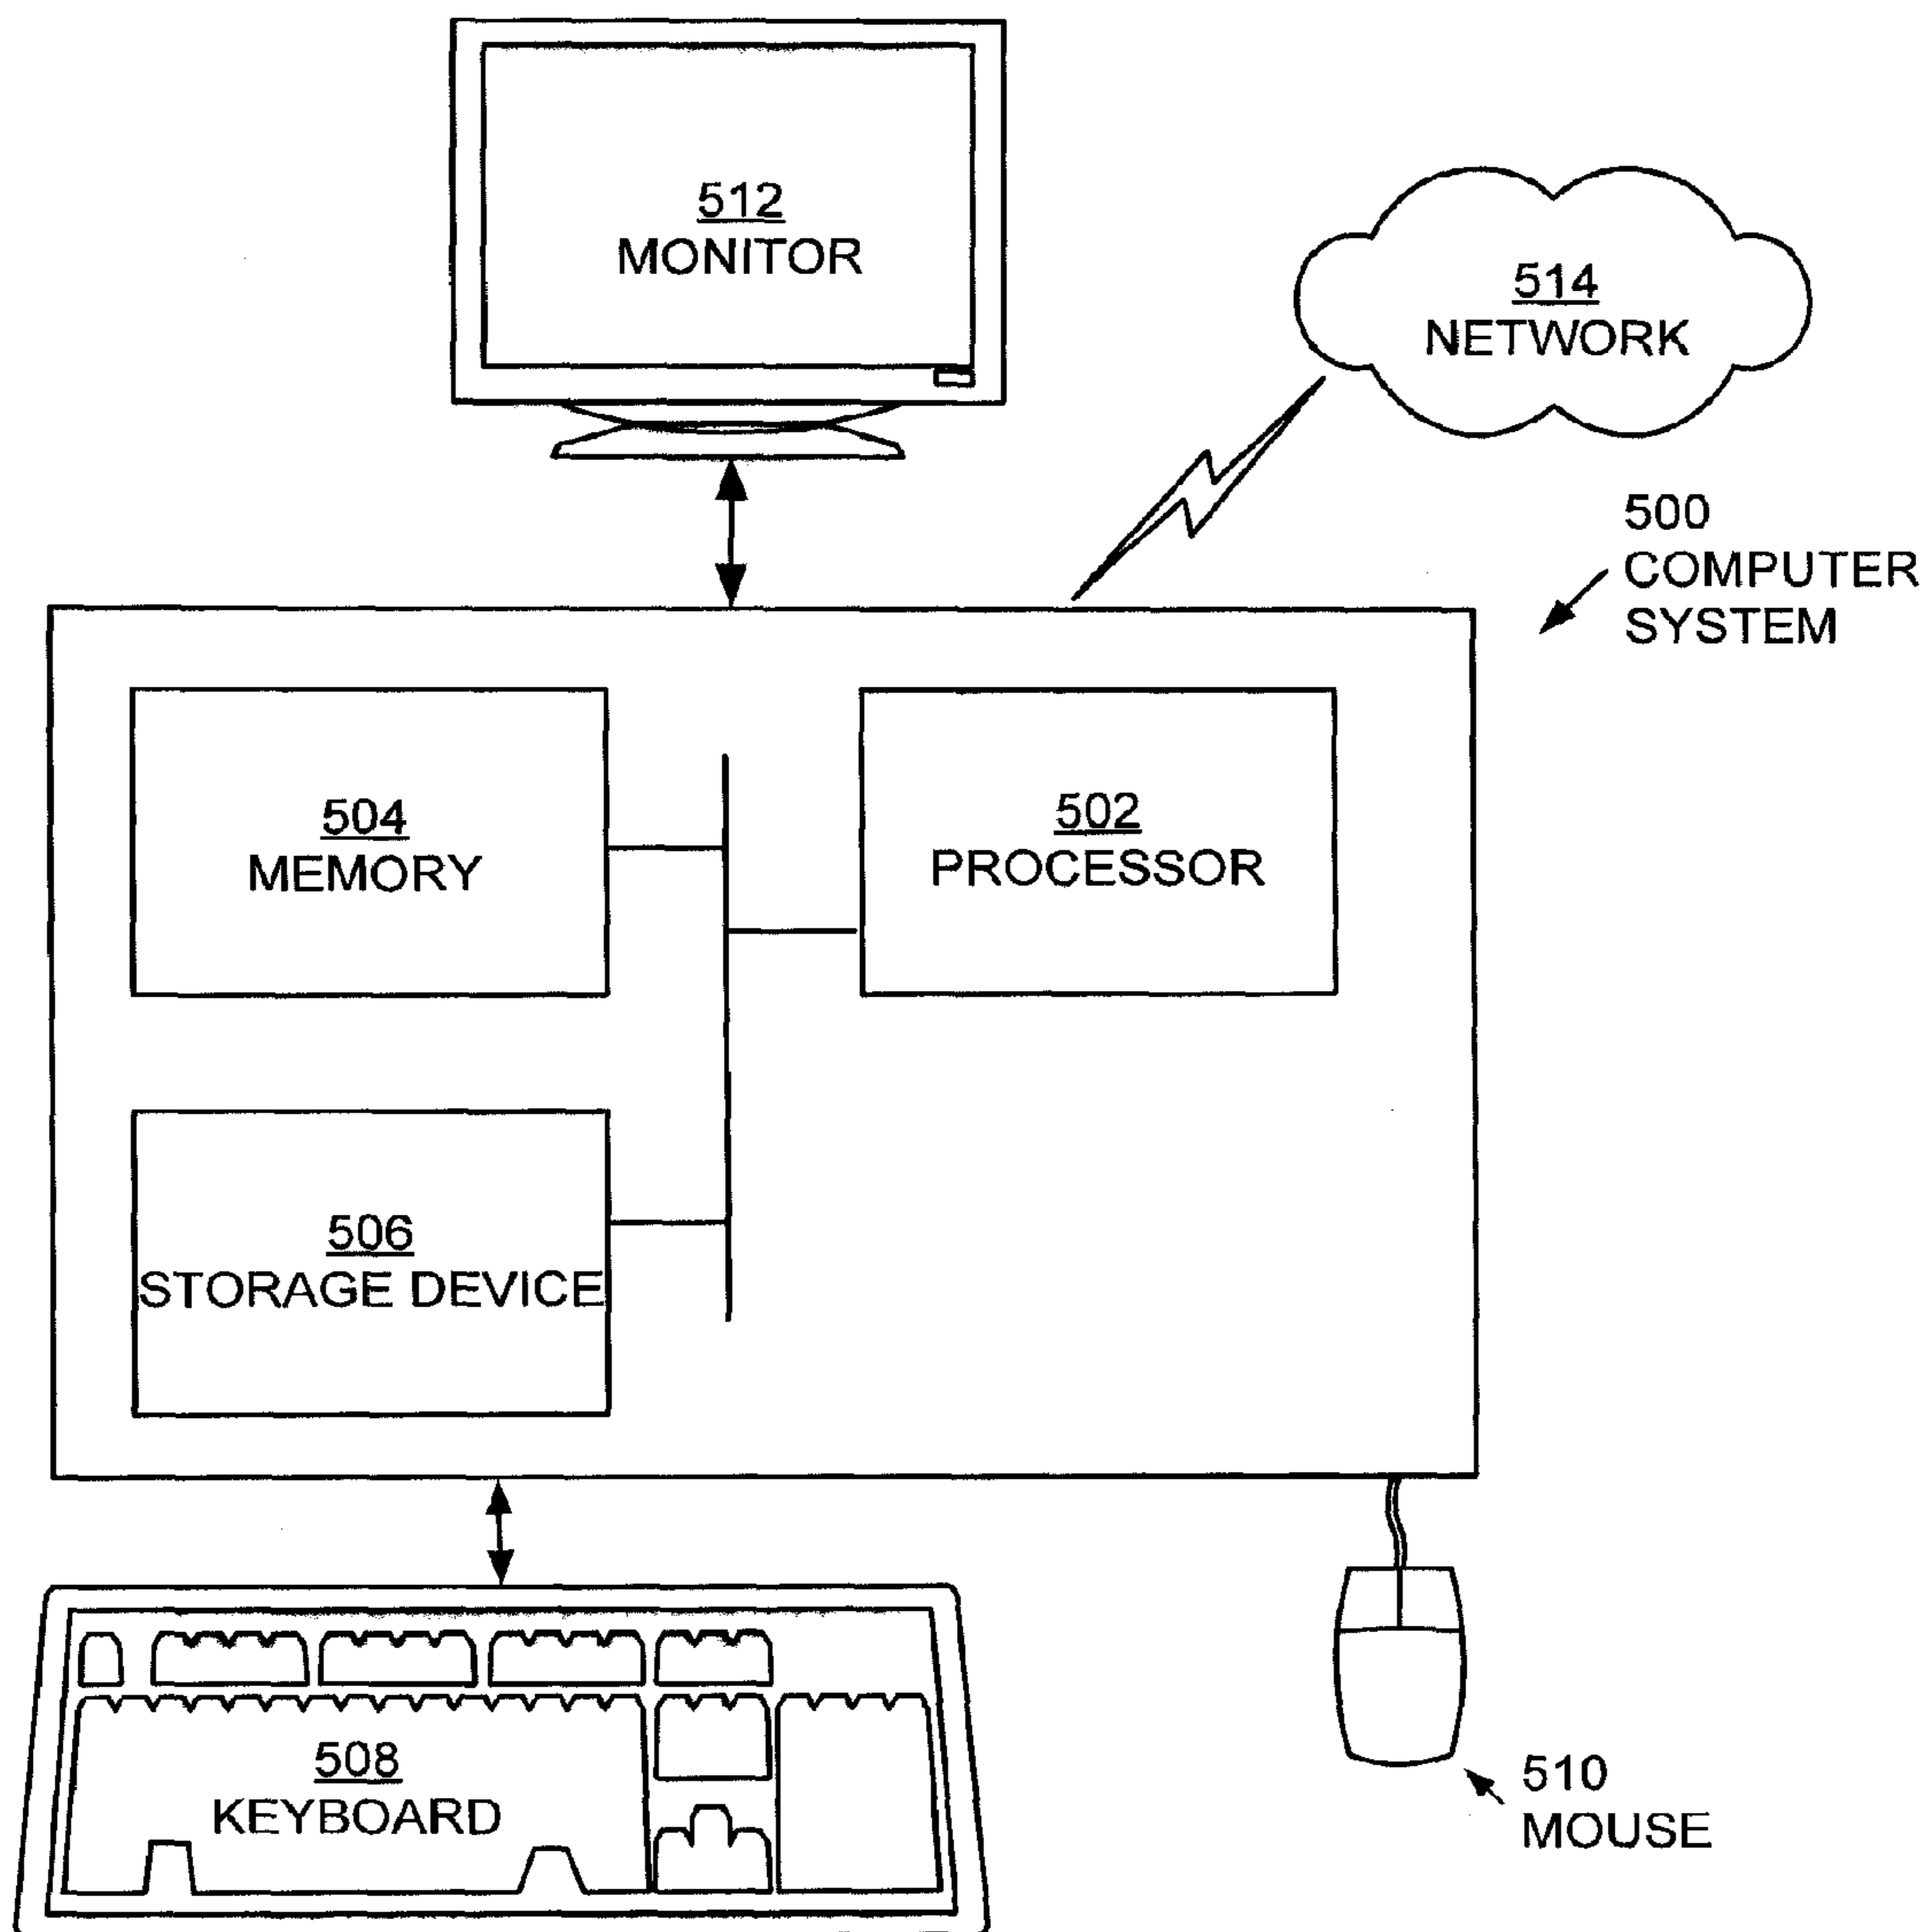 512
MONITOR
514
NETWORK
500
COMPUTER
SYSTEM
504
MEMORY
502
PROCESSOR
506
STORAGE DEVICE
508
KEYBOARD
510
MOUSE